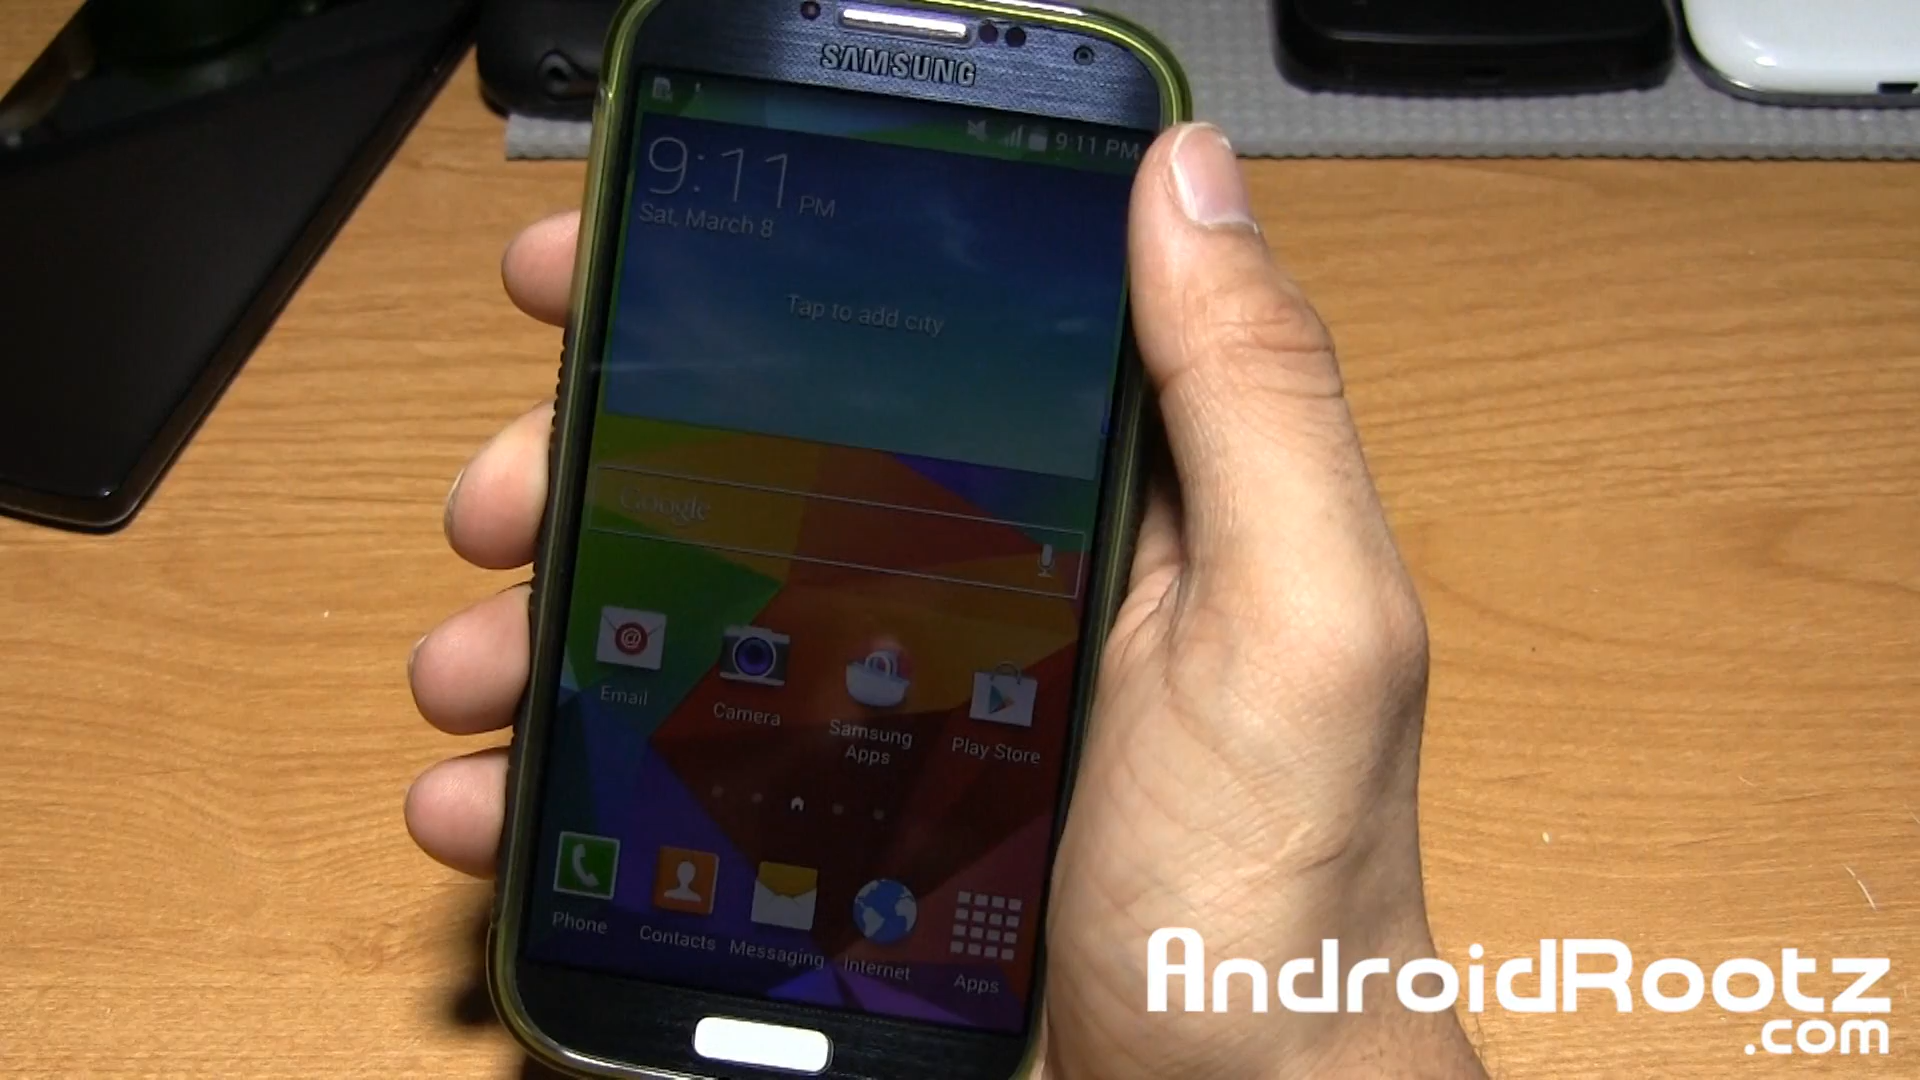 SAMSUNG
9:11 PM
9:11 PM
Sat, March 8
Tap to add city
Google
Email
Camera
Samsung
Apps
Play Store
Phone
Contacts
Messaging
Internet
Apps
AndroidRootz
.com